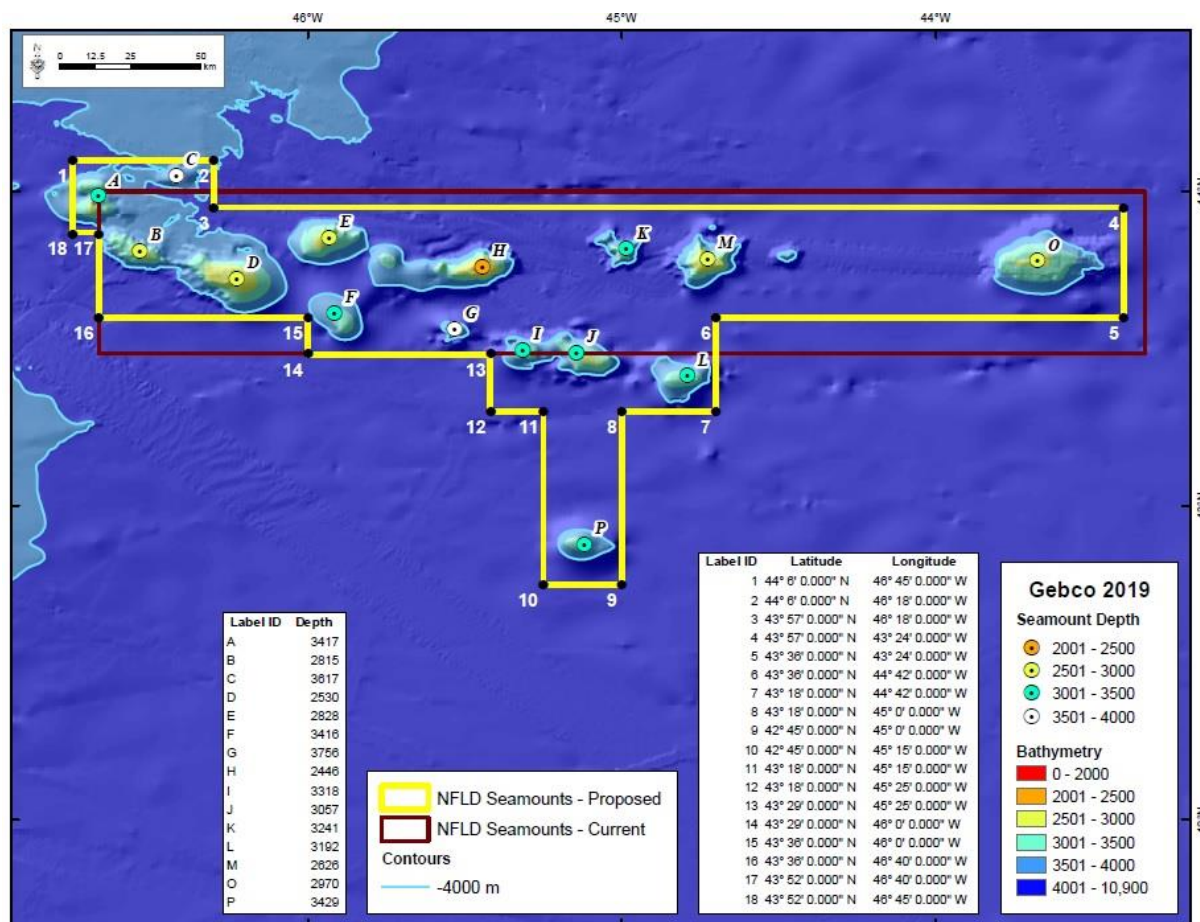 46°W 45°W 44°W
N
0 12.5 25 50
km
C
1 A 2
44°N
3 4
18 17 B E K M
D H O
F G
16 15 6 5
I J
14 13 L
12 11 8 7
43°N
P
10 9
Label ID Depth
A 3417
B 2815
C 3617
D 2530
E 2828
F 3416
G 3756
H 2446
I 3318
J 3057
K 3241
L 3192
M 2626
O 2970
P 3429
NFLD Seamounts - Proposed
NFLD Seamounts - Current
Contours
-4000 m
Label ID Latitude Longitude
1 44° 6' 0.000" N 46° 45' 0.000" W
2 44° 6' 0.000" N 46° 18' 0.000" W
3 43° 57' 0.000" N 46° 18' 0.000" W
4 43° 57' 0.000" N 43° 24' 0.000" W
5 43° 36' 0.000" N 43° 24' 0.000" W
6 43° 36' 0.000" N 44° 42' 0.000" W
7 43° 18' 0.000" N 44° 42' 0.000" W
8 43° 18' 0.000" N 45° 0' 0.000" W
9 42° 45' 0.000" N 45° 0' 0.000" W
10 42° 45' 0.000" N 45° 15' 0.000" W
11 43° 18' 0.000" N 45° 15' 0.000" W
12 43° 18' 0.000" N 45° 25' 0.000" W
13 43° 29' 0.000" N 45° 25' 0.000" W
14 43° 29' 0.000" N 46° 0' 0.000" W
15 43° 36' 0.000" N 46° 0' 0.000" W
16 43° 36' 0.000" N 46° 40' 0.000" W
17 43° 52' 0.000" N 46° 40' 0.000" W
18 43° 52' 0.000" N 46° 45' 0.000" W
Gebco 2019
Seamount Depth
2001 - 2500
2501 - 3000
3001 - 3500
3501 - 4000
Bathymetry
0 - 2000
2001 - 2500
2501 - 3000
3001 - 3500
3501 - 4000
4001 - 10,900